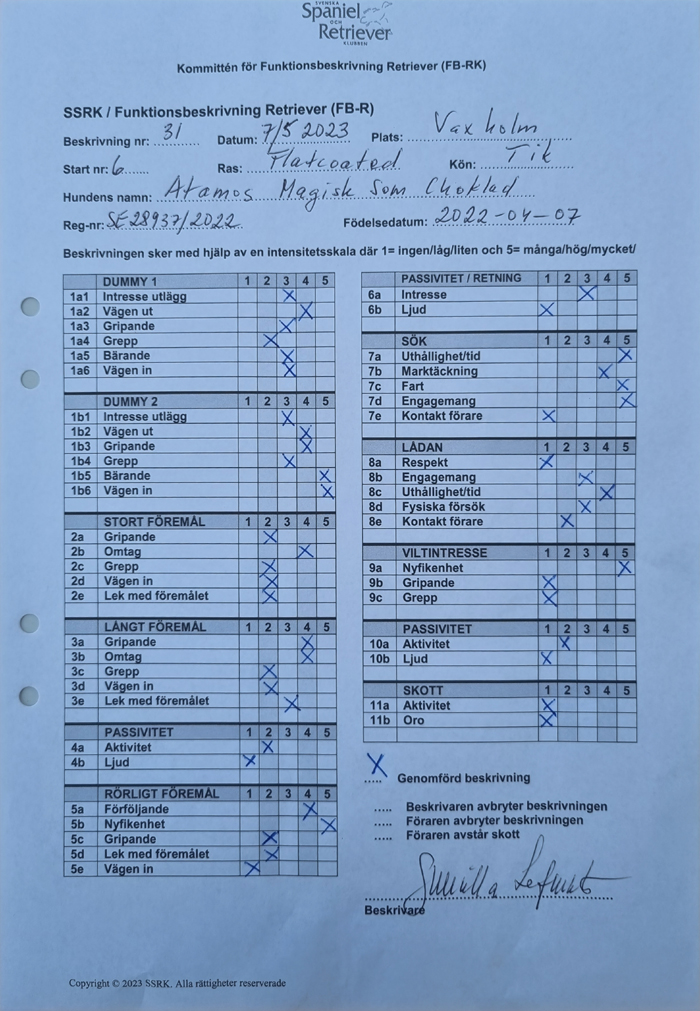 SVENSKA
Spaniel
OCH
Retriever
KLUBBEN
Kommittén för Funktionsbeskrivning Retriever (FB-RK)
SSRK / Funktionsbeskrivning Retriever (FB-R)
Beskrivning nr: 31 Datum: 7/5 2023 Plats: Vaxholm
Start nr: 6 Ras: Flatcoated Kön: Tik
Hundens namn: Atamos Magisk Som Choklad
Reg-nr: SE28937/2022 Födelsedatum: 2022-04-07
Beskrivningen sker med hjälp av en intensitetsskala där 1= ingen/låg/liten och 5= många/hög/mycket/
DUMMY 1 1 2 3 4 5
1a1 Intresse utlägg X
1a2 Vägen ut X
1a3 Gripande X
1a4 Grepp X
1a5 Bärande X
1a6 Vägen in X
DUMMY 2 1 2 3 4 5
1b1 Intresse utlägg X
1b2 Vägen ut X
1b3 Gripande X
1b4 Grepp X
1b5 Bärande X
1b6 Vägen in X
STORT FÖREMÅL 1 2 3 4 5
2a Gripande X
2b Omtag X
2c Grepp X
2d Vägen in X
2e Lek med föremålet X
LÅNGT FÖREMÅL 1 2 3 4 5
3a Gripande X
3b Omtag X
3c Grepp X
3d Vägen in X
3e Lek med föremålet X
PASSIVITET 1 2 3 4 5
4a Aktivitet X
4b Ljud X
RÖRLIGT FÖREMÅL 1 2 3 4 5
5a Förföljande X
5b Nyfikenhet X
5c Gripande X
5d Lek med föremålet X
5e Vägen in X
PASSIVITET / RETNING 1 2 3 4 5
6a Intresse X
6b Ljud X
SÖK 1 2 3 4 5
7a Uthållighet/tid X
7b Marktäckning X
7c Fart X
7d Engagemang X
7e Kontakt förare X
LÅDAN 1 2 3 4 5
8a Respekt X
8b Engagemang X
8c Uthållighet/tid X
8d Fysiska försök X
8e Kontakt förare X
VILTINTRESSE 1 2 3 4 5
9a Nyfikenhet X
9b Gripande X
9c Grepp X
PASSIVITET 1 2 3 4 5
10a Aktivitet X
10b Ljud X
SKOTT 1 2 3 4 5
11a Aktivitet X
11b Oro X
X Genomförd beskrivning
..... Beskrivaren avbryter beskrivningen
..... Föraren avbryter beskrivningen
..... Föraren avstår skott
Beskrivare
Copyright © 2023 SSRK. Alla rättigheter reserverade